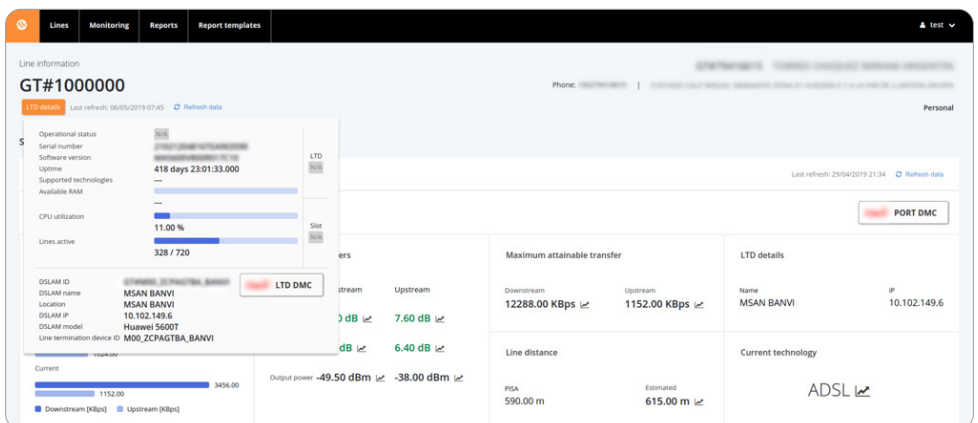 Lines Monitoring Reports Report templates test
Line information
GT#1000000
Phone: |
LTD details Last refresh: 06/05/2019 07:45 Refresh data
Personal
Operational status N/A
Serial number
Software version
LTD
Uptime 418 days 23:01:33.000
N/A
Supported technologies ---
Available RAM
---
Last refresh: 29/04/2019 21:34 Refresh data
CPU utilization
11.00 %
Slot
N/A
PORT DMC
Lines active
328 / 720
ers
Maximum attainable transfer
LTD details
DSLAM ID
LTD DMC
DSLAM name MSAN BANVI
Location MSAN BANVI
DSLAM IP 10.102.149.6
DSLAM model Huawei 5600T
Line termination device ID M00_ZCPAGTBA_BANVI
stream Upstream
dB 7.60 dB
dB 6.40 dB
Output power -49.50 dBm -38.00 dBm
Downstream Upstream
12288.00 KBps 1152.00 KBps
Name IP
MSAN BANVI 10.102.149.6
Line distance
PISA Estimated
590.00 m 615.00 m
Current technology
ADSL
1024.00
Current
3456.00
1152.00
Downstream [KBps] Upstream [KBps]